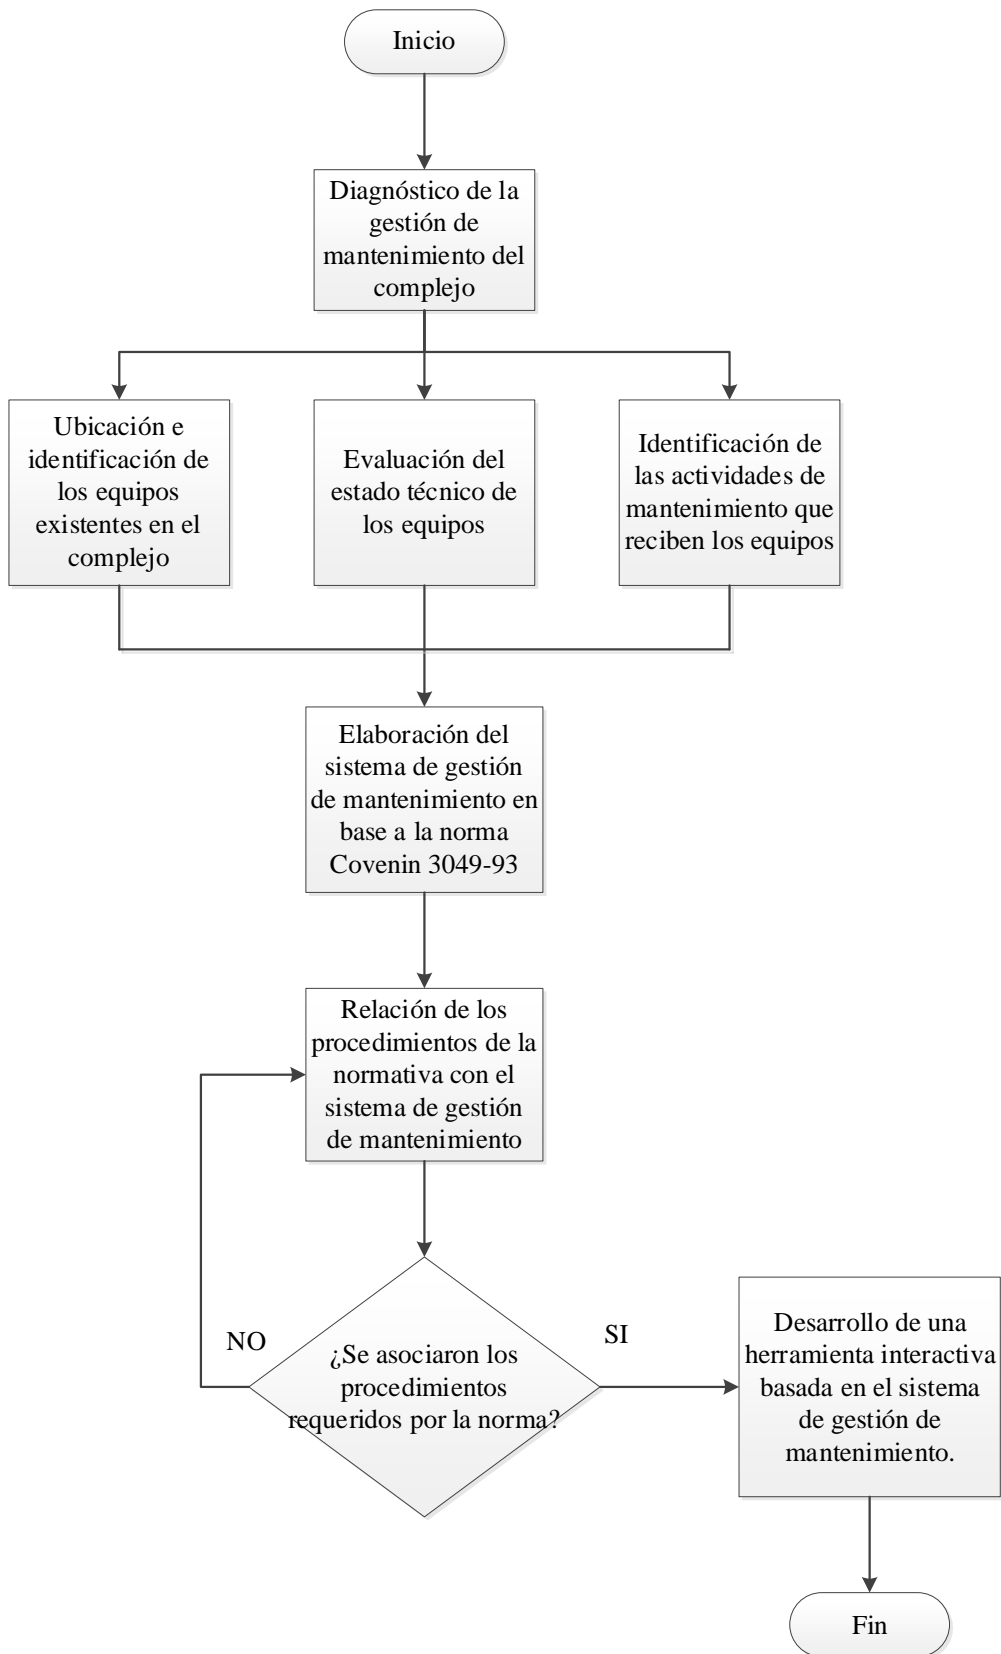 Inicio
Diagnóstico de la
gestión de
mantenimiento del
complejo
Ubicación e
identificación de
los equipos
existentes en el
complejo
Evaluación del
estado técnico de
los equipos
Identificación de
las actividades de
mantenimiento que
reciben los equipos
Elaboración del
sistema de gestión
de mantenimiento en
base a la norma
Covenin 3049-93
Relación de los
procedimientos de la
normativa con el
sistema de gestión
de mantenimiento
NO
¿Se asociaron los
procedimientos
requeridos por la norma?
SI
Desarrollo de una
herramienta interactiva
basada en el sistema
de gestión de
mantenimiento.
Fin